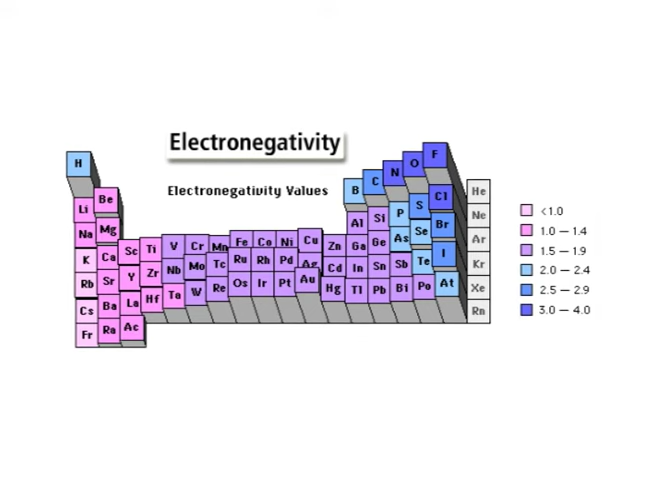 Electronegativity
Electronegativity Values
H
He
Li Be B C N O F Ne
Na Mg Al Si P S Cl Ar
K Ca Sc Ti V Cr Mn Fe Co Ni Cu Zn Ga Ge As Se Br Kr
Rb Sr Y Zr Nb Mo Tc Ru Rh Pd Ag Cd In Sn Sb Te I Xe
Cs Ba La Hf Ta W Re Os Ir Pt Au Hg Tl Pb Bi Po At Rn
Fr Ra Ac
<1.0
1.0 – 1.4
1.5 – 1.9
2.0 – 2.4
2.5 – 2.9
3.0 – 4.0